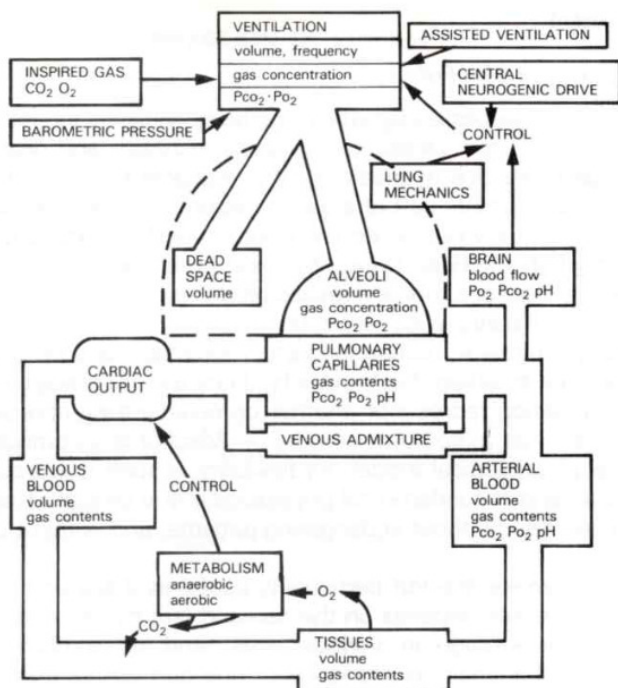 VENTILATION
volume, frequency
gas concentration
Pco2·Po2
ASSISTED VENTILATION
INSPIRED GAS
CO2 O2
CENTRAL
NEUROGENIC DRIVE
BAROMETRIC PRESSURE
CONTROL
LUNG
MECHANICS
DEAD
SPACE
volume
ALVEOLI
volume
gas concentration
Pco2 Po2
BRAIN
blood flow
Po2 Pco2 pH
CARDIAC
OUTPUT
PULMONARY
CAPILLARIES
gas contents
Pco2 Po2 pH
VENOUS ADMIXTURE
VENOUS
BLOOD
volume
gas contents
CONTROL
ARTERIAL
BLOOD
volume
gas contents
Pco2 Po2 pH
METABOLISM
anaerobic
aerobic
O2
CO2
TISSUES
volume
gas contents